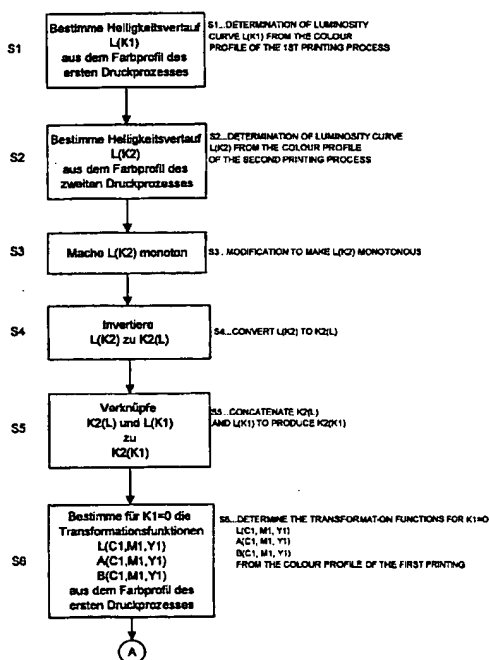 S1
Bestimme Helligkeitsverlauf
L(K1)
aus dem Farbprofil des
ersten Druckprozesses
S1...DETERMINATION OF LUMINOSITY
CURVE L(K1) FROM THE COLOUR
PROFILE OF THE 1ST PRINTING PROCESS
S2
Bestimme Helligkeitsverlauf
L(K2)
aus dem Farbprofil des
zweiten Druckprozesses
S2...DETERMINATION OF LUMINOSITY CURVE
L(K2) FROM THE COLOUR PROFILE
OF THE SECOND PRINTING PROCESS
S3
Mache L(K2) monoton
S3...MODIFICATION TO MAKE L(K2) MONOTONOUS
S4
Invertiere
L(K2) zu K2(L)
S4...CONVERT L(K2) TO K2(L)
S5
Verknüpfe
K2(L) und L(K1)
zu
K2(K1)
S5...CONCATENATE K2(L)
AND L(K1) TO PRODUCE K2(K1)
S6
Bestimme für K1=0 die
Transformationsfunktionen
L(C1,M1,Y1)
A(C1,M1,Y1)
B(C1,M1,Y1)
aus dem Farbprofil des
ersten Druckprozesses
S6...DETERMINE THE TRANSFORMATION FUNCTIONS FOR K1=0
L(C1, M1, Y1)
A(C1, M1, Y1)
B(C1, M1, Y1)
FROM THE COLOUR PROFILE OF THE FIRST PRINTING
A